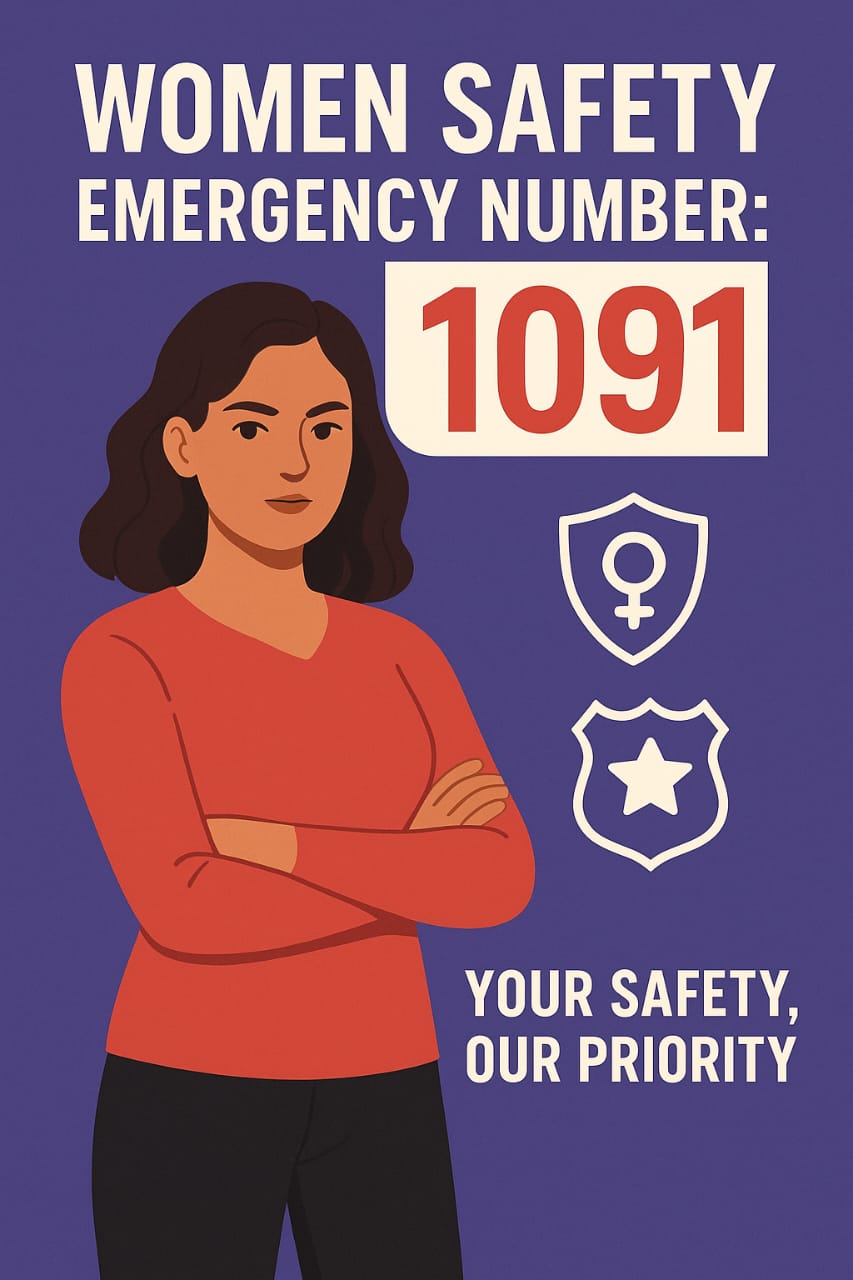 WOMEN SAFETY
EMERGENCY NUMBER:
1091
YOUR SAFETY,
OUR PRIORITY